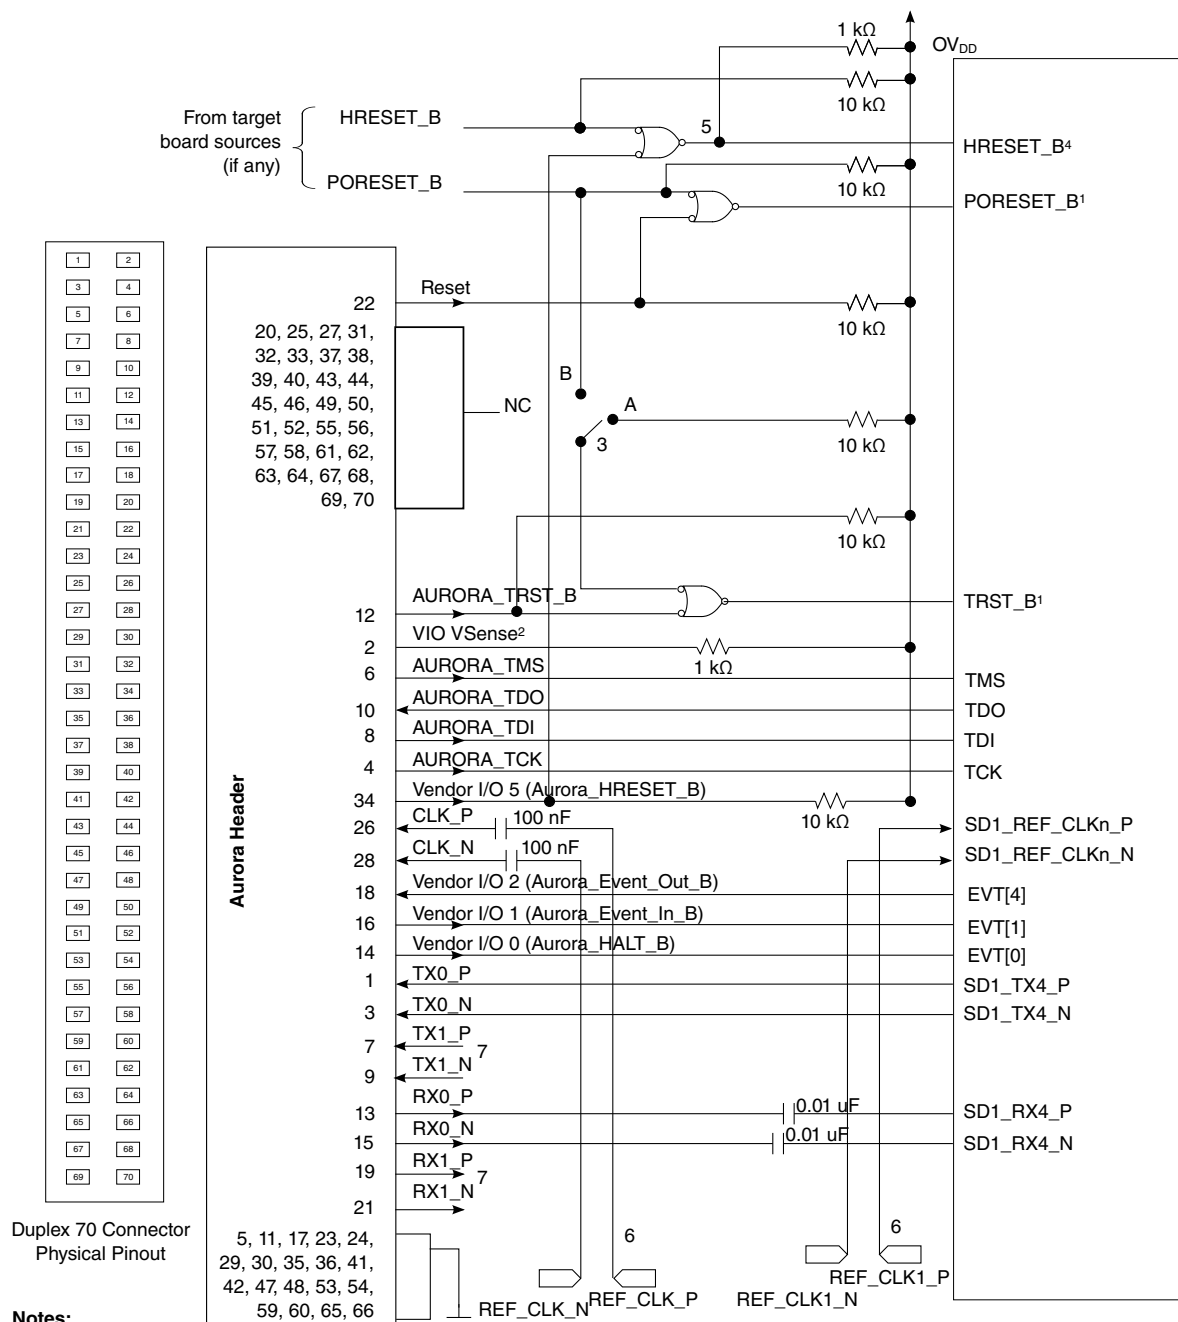 1 kΩ
OVDD
10 kΩ
From target
board sources
(if any)
HRESET_B
PORESET_B
5
HRESET_B4
10 kΩ
PORESET_B1
1 2
3 4
5 6
7 8
9 10
11 12
13 14
15 16
17 18
19 20
21 22
23 24
25 26
27 28
29 30
31 32
33 34
35 36
37 38
39 40
41 42
43 44
45 46
47 48
49 50
51 52
53 54
55 56
57 58
59 60
61 62
63 64
65 66
67 68
69 70
Duplex 70 Connector
Physical Pinout
Aurora Header
22
Reset
10 kΩ
20, 25, 27, 31,
32, 33, 37, 38,
39, 40, 43, 44,
45, 46, 49, 50,
51, 52, 55, 56,
57, 58, 61, 62,
63, 64, 67, 68,
69, 70
NC
B
A
3
10 kΩ
10 kΩ
12
AURORA_TRST_B
TRST_B1
2
VIO VSense2
1 kΩ
6
AURORA_TMS
TMS
10
AURORA_TDO
TDO
8
AURORA_TDI
TDI
4
AURORA_TCK
TCK
34
Vendor I/O 5 (Aurora_HRESET_B)
10 kΩ
26
CLK_P
100 nF
SD1_REF_CLKn_P
28
CLK_N
100 nF
SD1_REF_CLKn_N
18
Vendor I/O 2 (Aurora_Event_Out_B)
EVT[4]
16
Vendor I/O 1 (Aurora_Event_In_B)
EVT[1]
14
Vendor I/O 0 (Aurora_HALT_B)
EVT[0]
1
TX0_P
SD1_TX4_P
3
TX0_N
SD1_TX4_N
7
TX1_P
7
9
TX1_N
13
RX0_P
0.01 uF
SD1_RX4_P
15
RX0_N
0.01 uF
SD1_RX4_N
19
RX1_P
7
21
RX1_N
5, 11, 17, 23, 24,
29, 30, 35, 36, 41,
42, 47, 48, 53, 54,
59, 60, 65, 66
6
6
REF_CLK_N
REF_CLK_P
REF_CLK1_N
REF_CLK1_P
Notes: